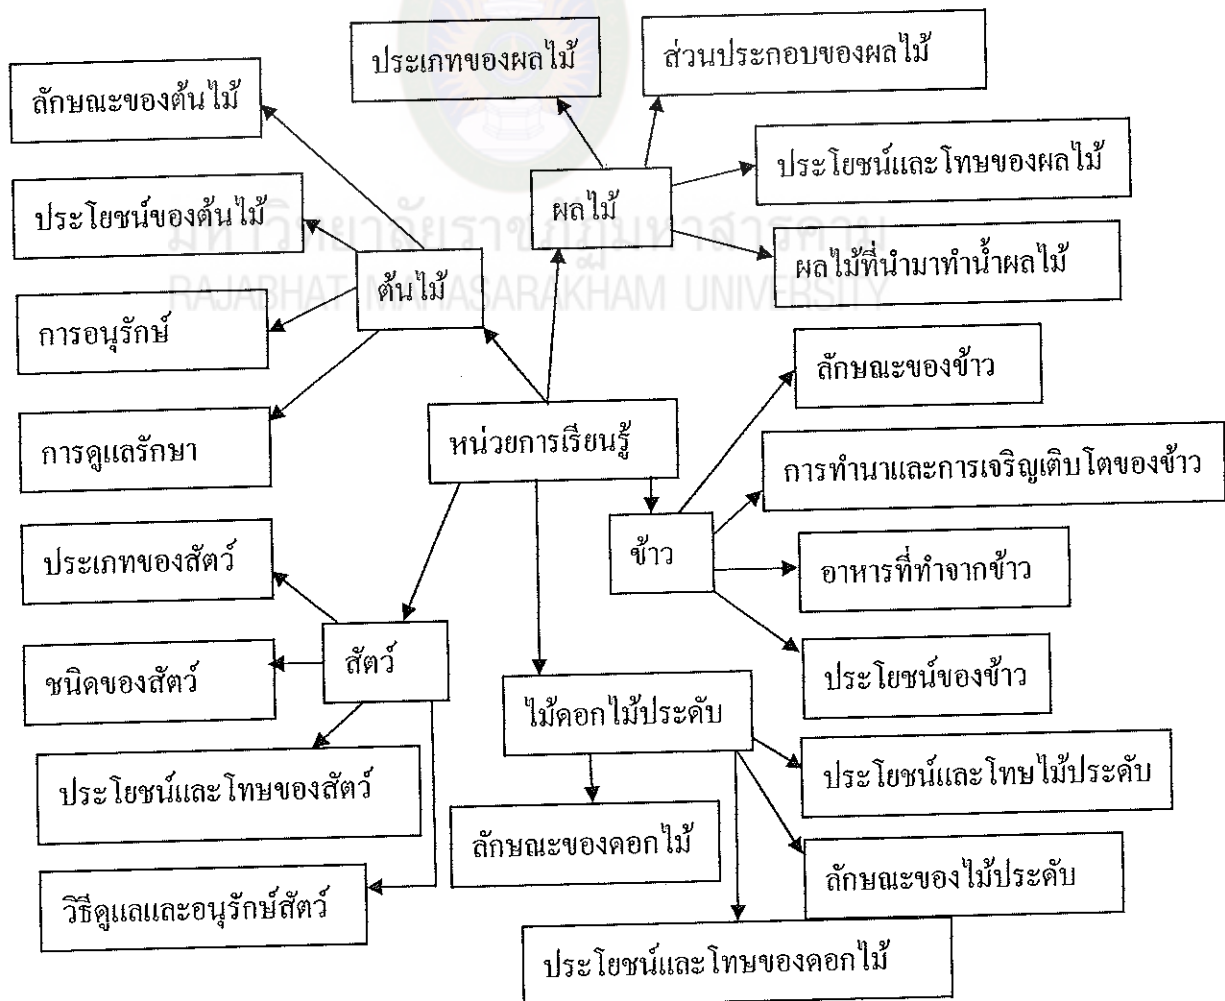 ประเภทของผลไม้
ส่วนประกอบของผลไม้
ลักษณะของต้นไม้
ประโยชน์และโทษของผลไม้
ประโยชน์ของต้นไม้
ผลไม้
มหาวิทยาลัยราชภัฏมหาสารคาม
ผลไม้ที่นำมาทำน้ำผลไม้
ต้นไม้
RAJABHAT MAHASARAKHAM UNIVERSITY
การอนุรักษ์
ลักษณะของข้าว
การดูแลรักษา
หน่วยการเรียนรู้
การทำนาและการเจริญเติบโตของข้าว
ประเภทของสัตว์
ข้าว
อาหารที่ทำจากข้าว
สัตว์
ชนิดของสัตว์
ประโยชน์ของข้าว
ไม้ดอกไม้ประดับ
ประโยชน์และโทษของสัตว์
ประโยชน์และโทษไม้ประดับ
ลักษณะของดอกไม้
ลักษณะของไม้ประดับ
วิธีดูแลและอนุรักษ์สัตว์
ประโยชน์และโทษของดอกไม้